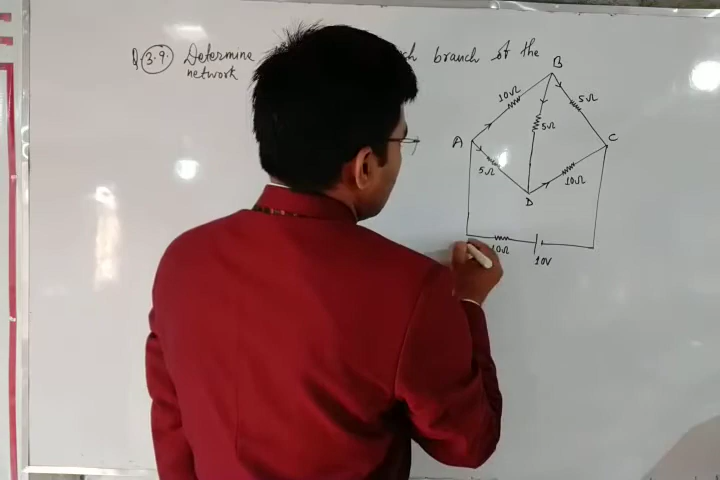 Q.3.9. Determine branch of the
network
B
10Ω
5Ω
5Ω
A
C
5Ω
10Ω
D
10Ω
10V